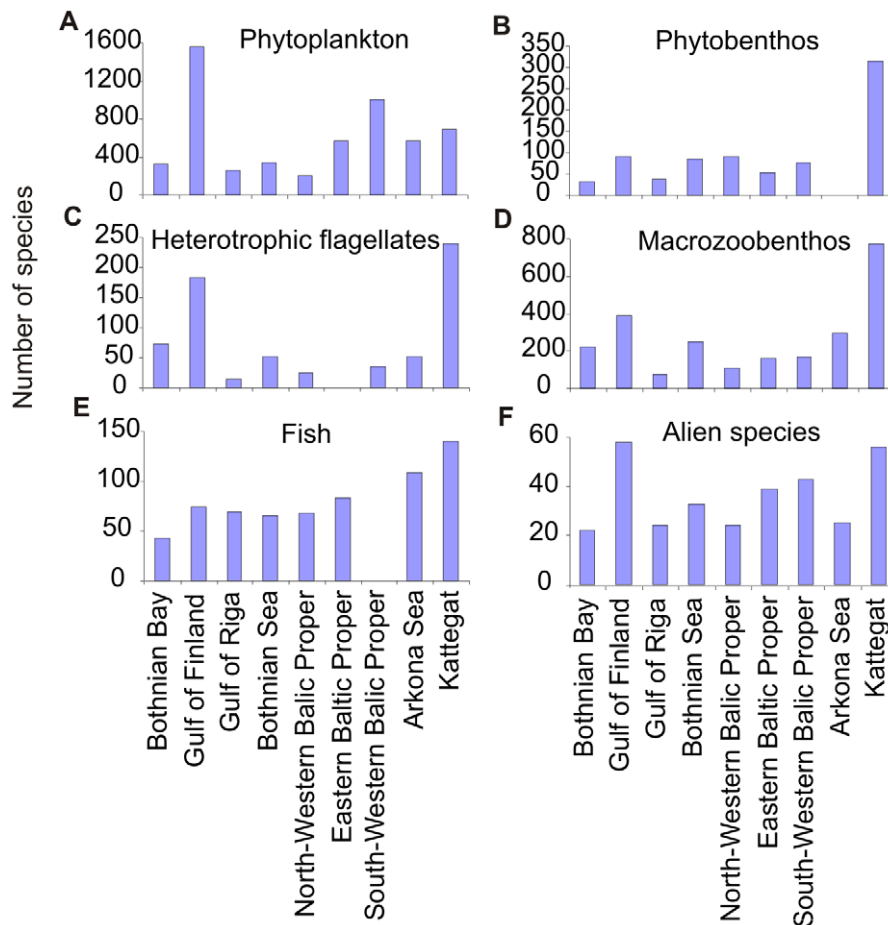 Number of species
A
Phytoplankton
1600
1200
800
400
0
B
Phytobenthos
350
300
250
200
150
100
50
0
C
Heterotrophic flagellates
250
200
150
100
50
0
D
Macrozoobenthos
800
600
400
200
0
E
Fish
150
100
50
0
Bothnian Bay
Gulf of Finland
Gulf of Riga
Bothnian Sea
North-Western Balic Proper
Eastern Baltic Proper
South-Western Balic Proper
Arkona Sea
Kattegat
F
Alien species
60
40
20
0
Bothnian Bay
Gulf of Finland
Gulf of Riga
Bothnian Sea
North-Western Balic Proper
Eastern Baltic Proper
South-Western Balic Proper
Arkona Sea
Kattegat